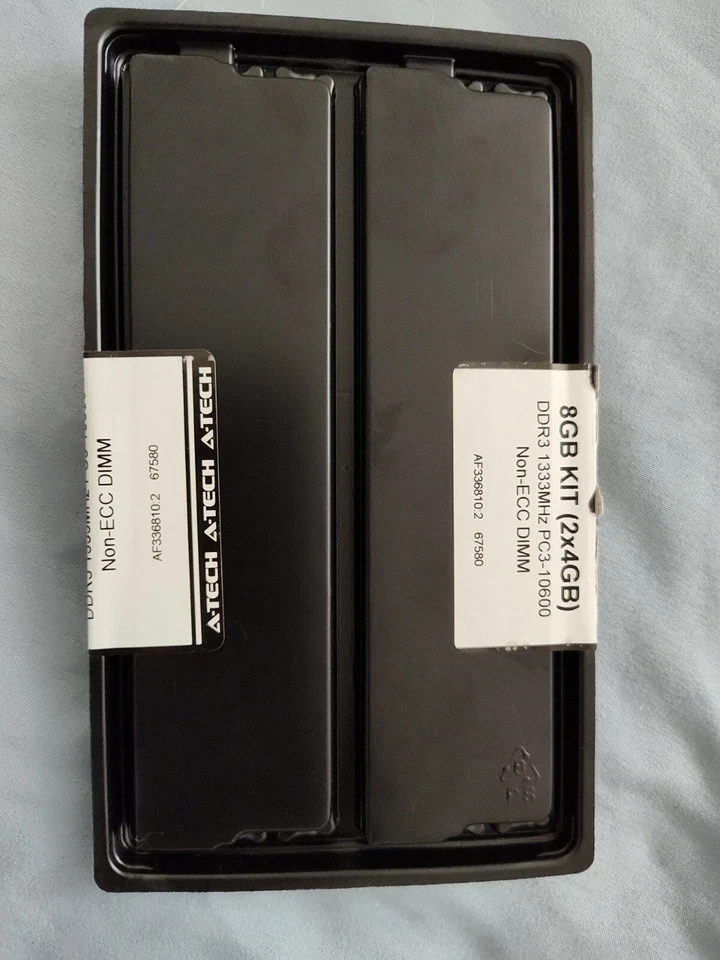 8GB KIT (2x4GB)
DDR3 1333MHz PC3-10600
Non-ECC DIMM
AF336810:2 67580
Non-ECC DIMM
AF336810:2 67580
A-TECH A-TECH A-TECH
PS